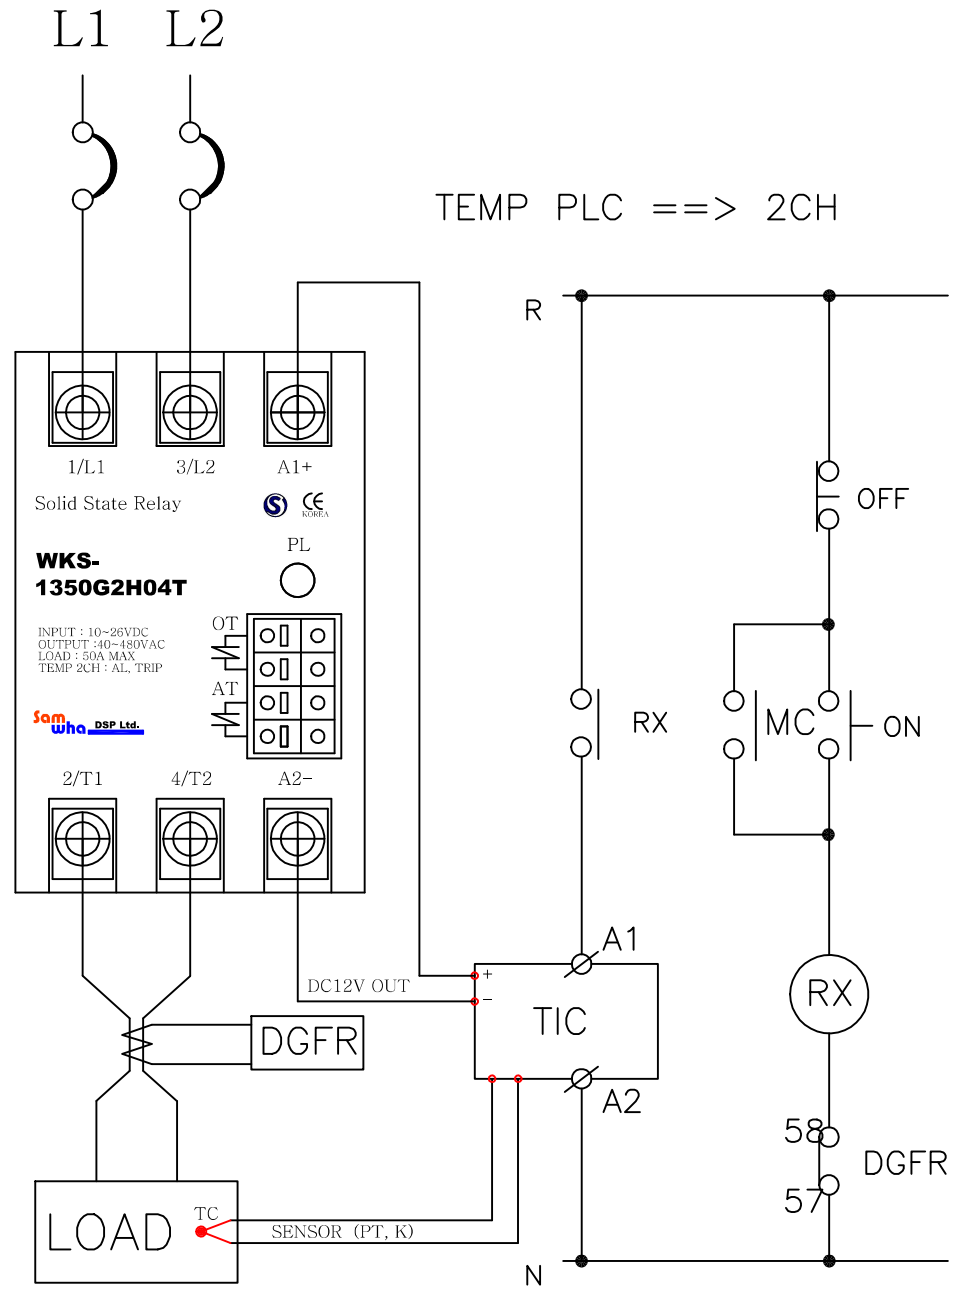 L1 L2
TEMP PLC ==> 2CH
R
1/L1 3/L2 A1+
Solid State Relay
S CE
KOREA
OFF
PL
WKS-
1350G2H04T
OT
INPUT : 10~26VDC
OUTPUT :40~480VAC
LOAD : 50A MAX
TEMP 2CH : AL, TRIP
AT
Sam
wha DSP Ltd.
RX MC ON
2/T1 4/T2 A2-
A1
+
DC12V OUT
-
TIC
RX
DGFR
A2
58
DGFR
57
TC
LOAD
SENSOR (PT, K)
N